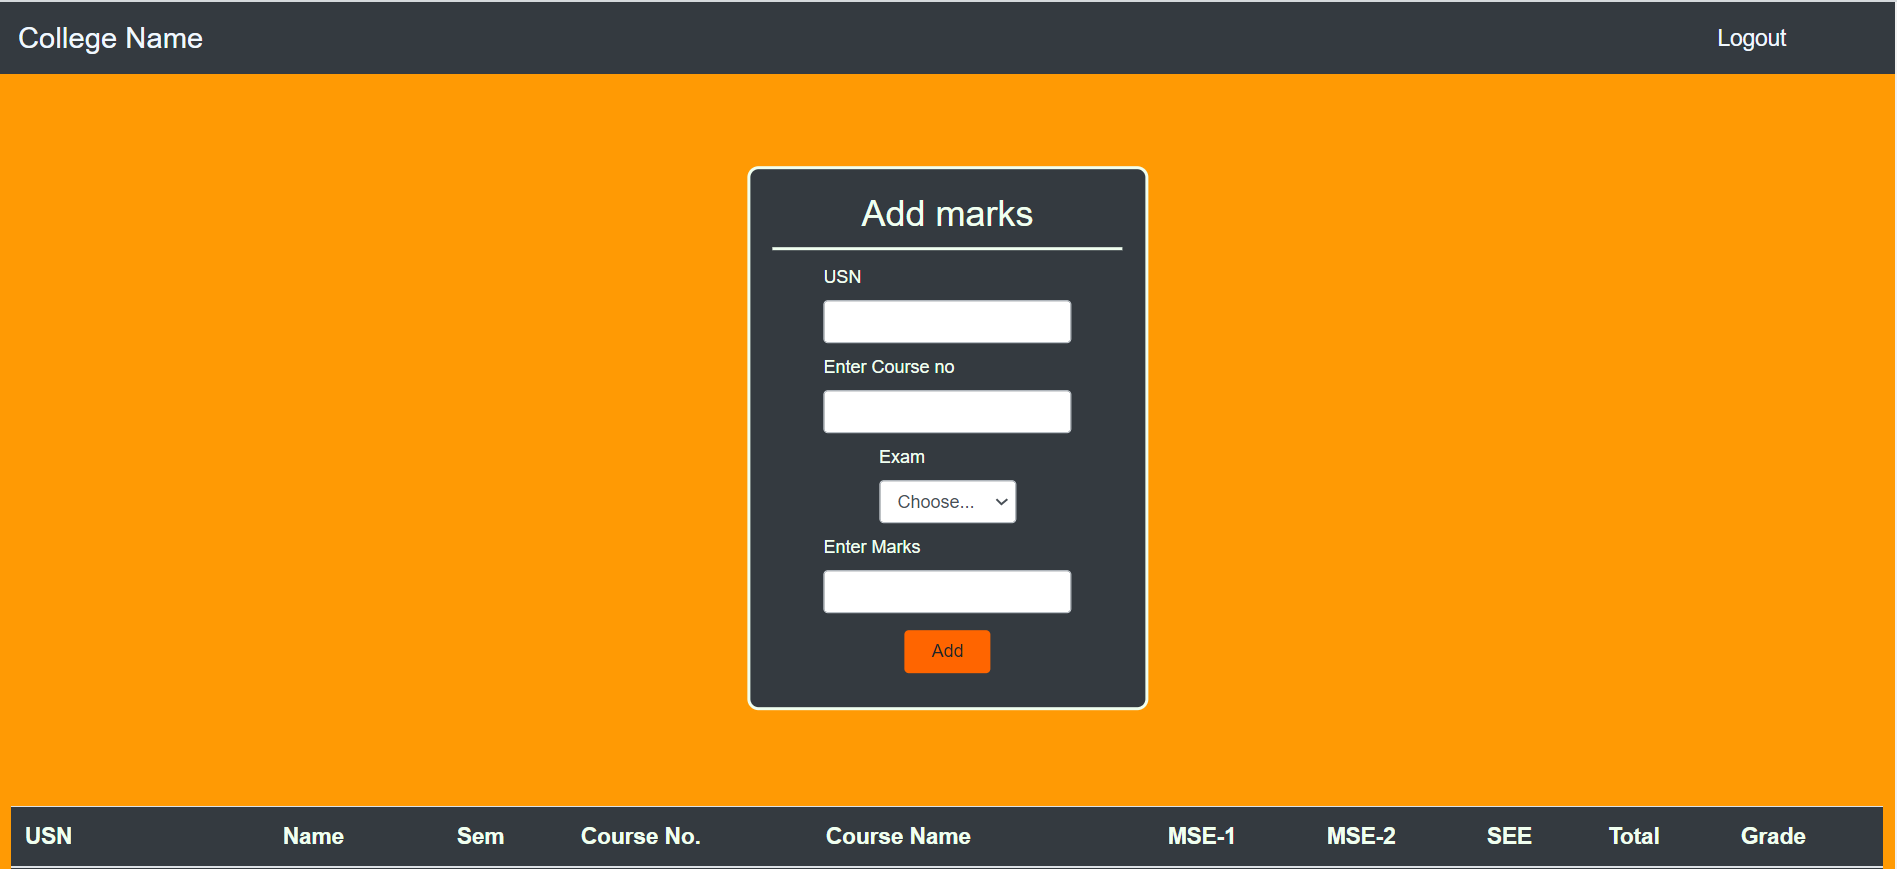 College Name Logout
Add marks
USN
Enter Course no
Exam
Choose...
Enter Marks
Add
USN Name Sem Course No. Course Name MSE-1 MSE-2 SEE Total Grade